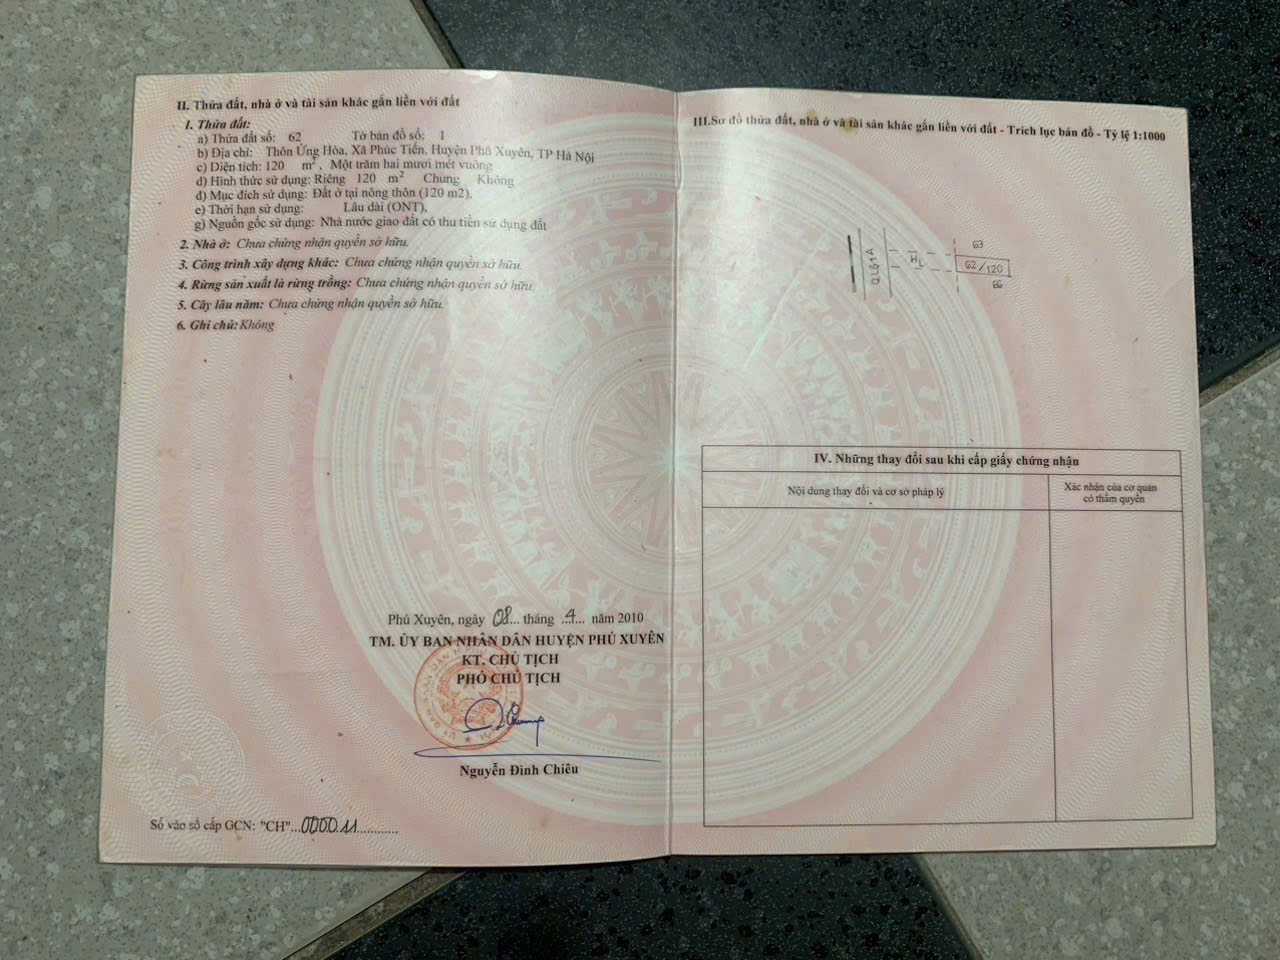 II. Thửa đất, nhà ở và tài sản khác gắn liền với đất
1. Thửa đất:
a) Thửa đất số: 62 Tờ bản đồ số: 1
b) Địa chỉ: Thôn Ứng Hòa, Xã Phúc Tiến, Huyện Phú Xuyên, TP Hà Nội
c) Diện tích: 120 m², Một trăm hai mươi mét vuông
d) Hình thức sử dụng: Riêng 120 m² Chung Không
đ) Mục đích sử dụng: Đất ở tại nông thôn (120 m2),
e) Thời hạn sử dụng: Lâu dài (ONT),
g) Nguồn gốc sử dụng: Nhà nước giao đất có thu tiền sử dụng đất
2. Nhà ở: Chưa chứng nhận quyền sở hữu.
3. Công trình xây dựng khác: Chưa chứng nhận quyền sở hữu.
4. Rừng sản xuất là rừng trồng: Chưa chứng nhận quyền sở hữu.
5. Cây lâu năm: Chưa chứng nhận quyền sở hữu.
6. Ghi chú: Không
Phú Xuyên, ngày 08... tháng .4... năm 2010
TM. ỦY BAN NHÂN DÂN HUYỆN PHÚ XUYÊN
KT. CHỦ TỊCH
PHÓ CHỦ TỊCH
Nguyễn Đình Chiêu
Số vào sổ cấp GCN: "CH"...00011............
III.Sơ đồ thửa đất, nhà ở và tài sản khác gắn liền với đất - Trích lục bản đồ - Tỷ lệ 1:1000
QL61A
HL
63
62/120
66
IV. Những thay đổi sau khi cấp giấy chứng nhận
Nội dung thay đổi và cơ sở pháp lý
Xác nhận của cơ quan
có thẩm quyền